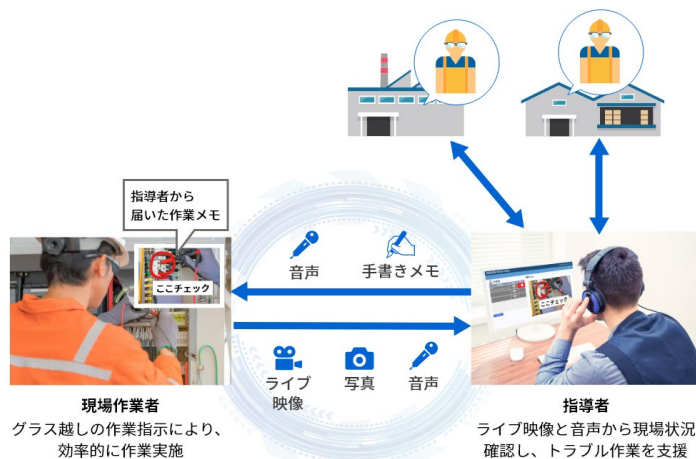 指導者から
届いた作業メモ
音声
手書きメモ
ここチェック
ここチェック
ライブ
映像
写真
音声
現場作業者
グラス越しの作業指示により、
効率的に作業実施
指導者
ライブ映像と音声から現場状況
確認し、トラブル作業を支援